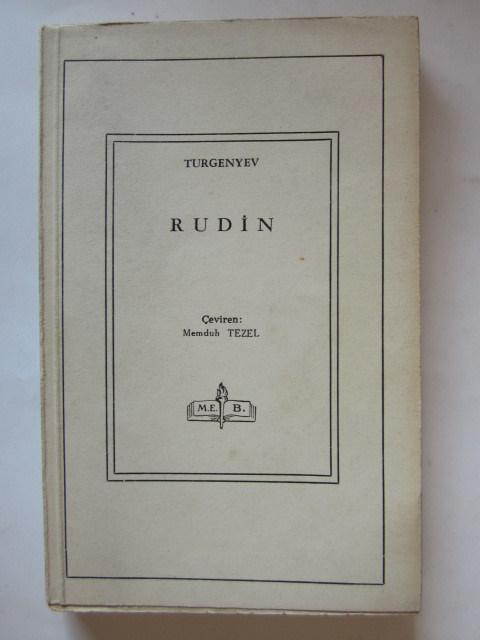 TURGENYEV
RUDİN
Çeviren:
Memduh TEZEL
M.E. B.